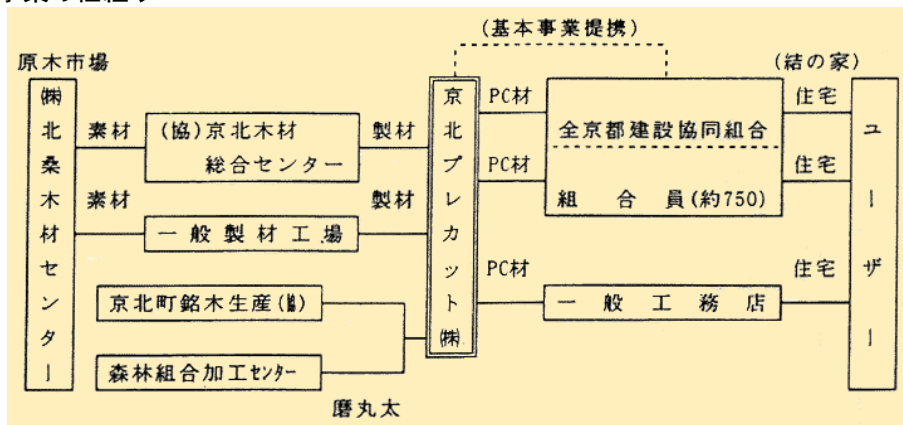 (基本事業提携)
原木市場
(結の家)
㈱北桑木材センター
素材
(協)京北木材
総合センター
製材
京北プレカット㈱
PC材
全京都建設協同組合
住宅
ユーザー
PC材
住宅
組合員(約750)
素材
一般製材工場
製材
PC材
一般工務店
住宅
京北町銘木生産(協)
森林組合加工センター
磨丸太